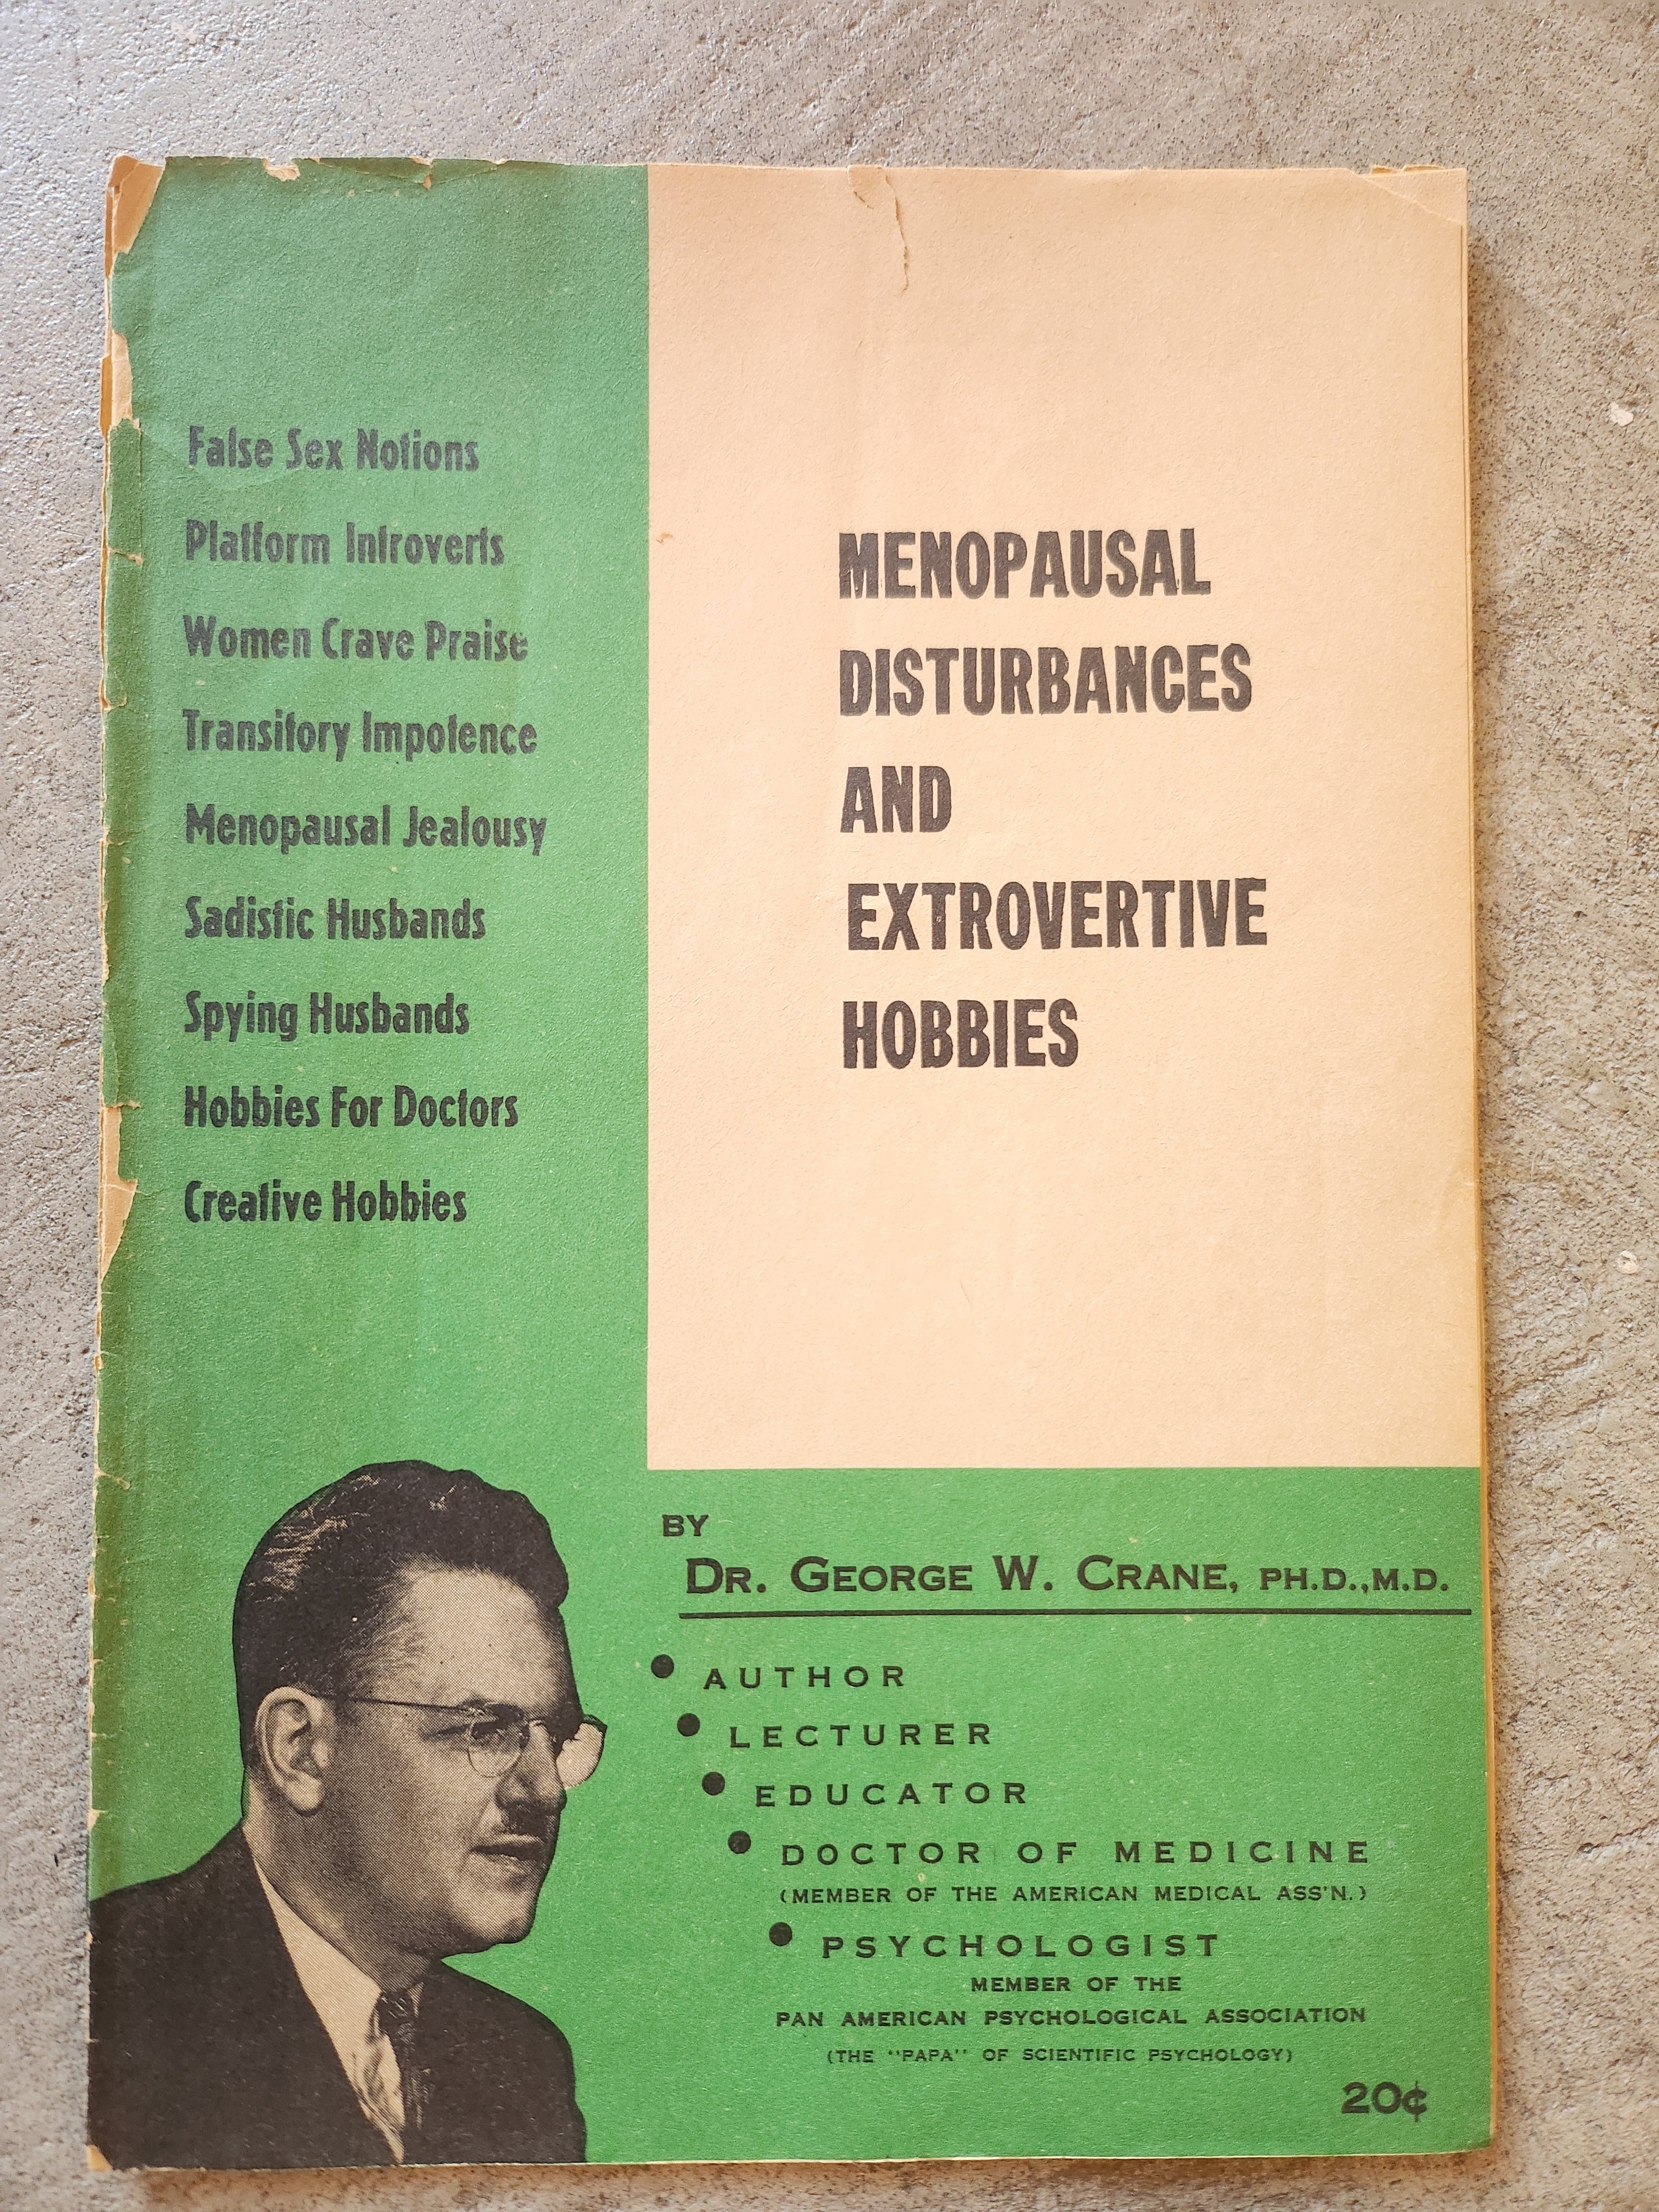 False Sex Notions
Platform Introverts
Women Crave Praise
Transitory Impotence
Menopausal Jealousy
Sadistic Husbands
Spying Husbands
Hobbies For Doctors
Creative Hobbies
MENOPAUSAL
DISTURBANCES
AND
EXTROVERTIVE
HOBBIES
BY
DR. GEORGE W. CRANE, PH.D.,M.D.
• AUTHOR
• LECTURER
• EDUCATOR
• DOCTOR OF MEDICINE
(MEMBER OF THE AMERICAN MEDICAL ASS'N.)
• PSYCHOLOGIST
MEMBER OF THE
PAN AMERICAN PSYCHOLOGICAL ASSOCIATION
(THE "PAPA" OF SCIENTIFIC PSYCHOLOGY)
20¢